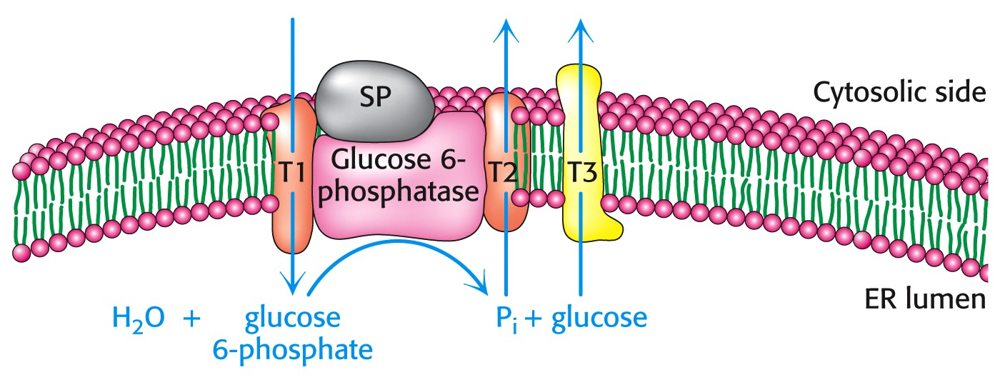 SP
Cytosolic side
Glucose 6-
phosphatase
T1
T2
T3
ER lumen
H₂O + glucose
6-phosphate
Pᵢ + glucose